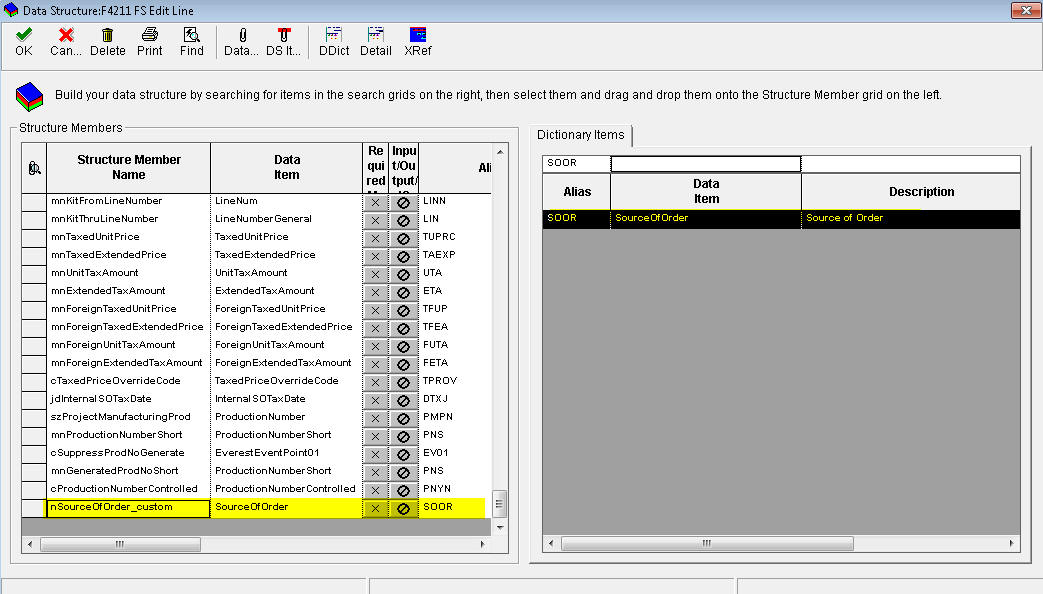 Data Structure:F4211 FS Edit Line
OK Can... Delete Print Find Data... DS It... DDict Detail XRef
Build your data structure by searching for items in the search grids on the right, then select them and drag and drop them onto the Structure Member grid on the left.
Structure Members
Structure Member Name Data Item Re qui red Inpu t/Ou tput/ Ali
mnKitFromLineNumber LineNum LINN
mnKitThruLineNumber LineNumberGeneral LIN
mnTaxedUnitPrice TaxedUnitPrice TUPRC
mnTaxedExtendedPrice TaxedExtendedPrice TAEXP
mnUnitTaxAmount UnitTaxAmount UTA
mnExtendedTaxAmount ExtendedTaxAmount ETA
mnForeignTaxedUnitPrice ForeignTaxedUnitPrice TFUP
mnForeignTaxedExtendedPrice ForeignTaxedExtendedPrice TFEA
mnForeignUnitTaxAmount ForeignUnitTaxAmount FUTA
mnForeignExtendedTaxAmount ForeignExtendedTaxAmount FETA
cTaxedPriceOverrideCode TaxedPriceOverrideCode TPROV
jdInternalSOTaxDate InternalSOTaxDate DTXJ
szProjectManufacturingProd ProductionNumber PMPN
mnProductionNumberShort ProductionNumberShort PNS
cSuppressProdNoGenerate EverestEventPoint01 EV01
mnGeneratedProdNoShort ProductionNumberShort PNS
cProductionNumberControlled ProductionNumberControlled PNYN
nSourceOfOrder_custom SourceOfOrder SOOR
Dictionary Items
SOOR
Alias Data Item Description
SOOR SourceOfOrder Source of Order